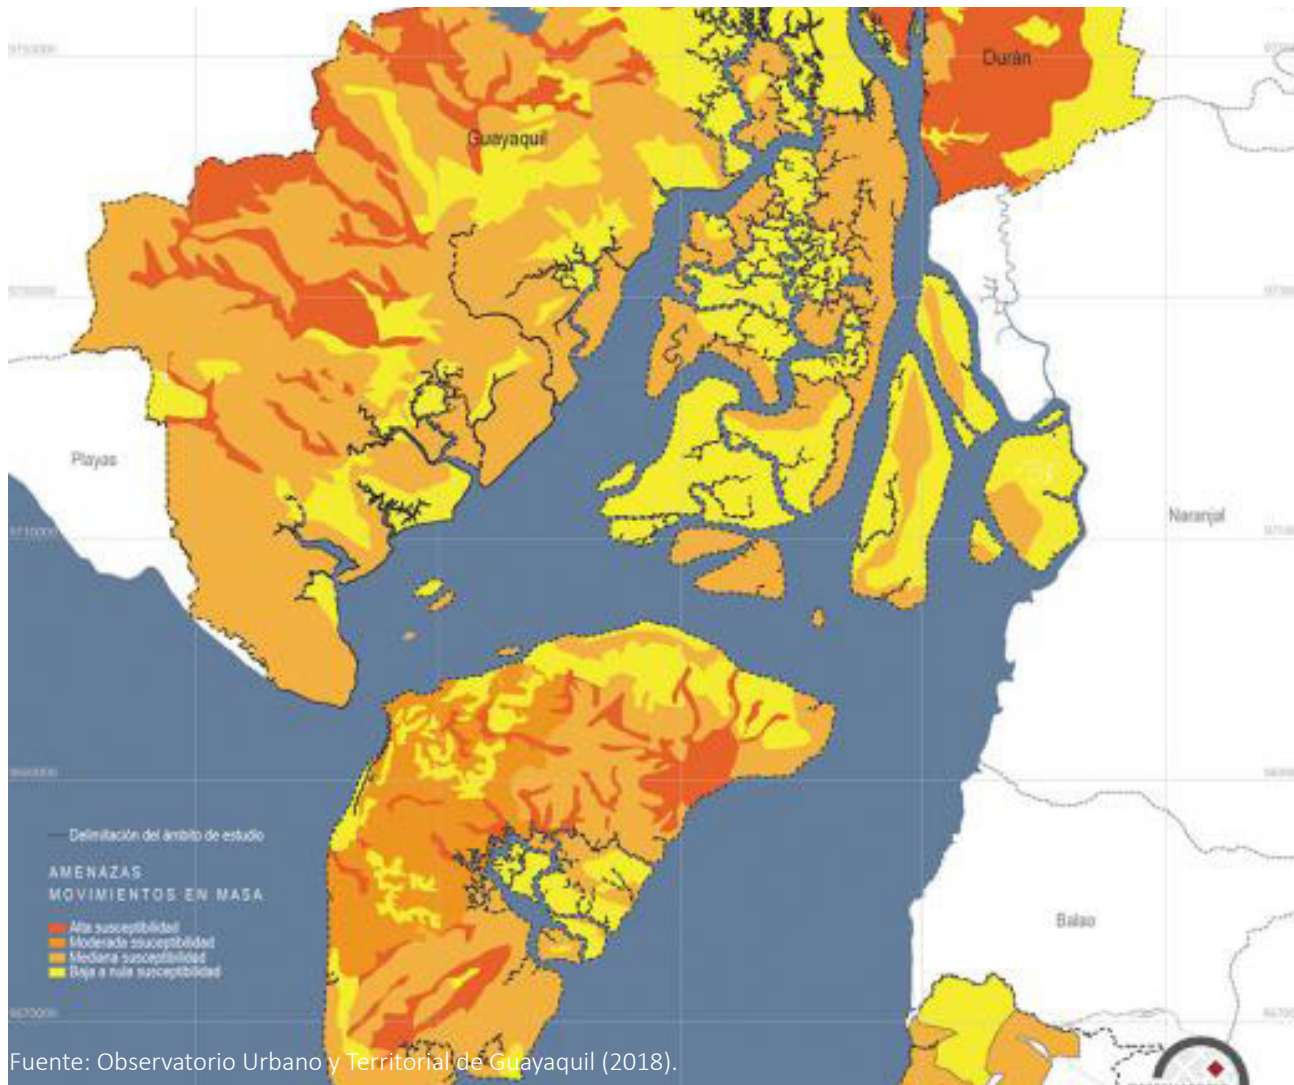 Durán
Guayaquil
Playas
Naranjal
Delimitación del ámbito de estudio
AMENAZAS
MOVIMIENTOS EN MASA
Alta susceptibilidad
Moderada ssuceptibilidad
Mediana susceptibilidad
Baja a nula susceptibilidad
Balao
Fuente: Observatorio Urbano y Territorial de Guayaquil (2018).